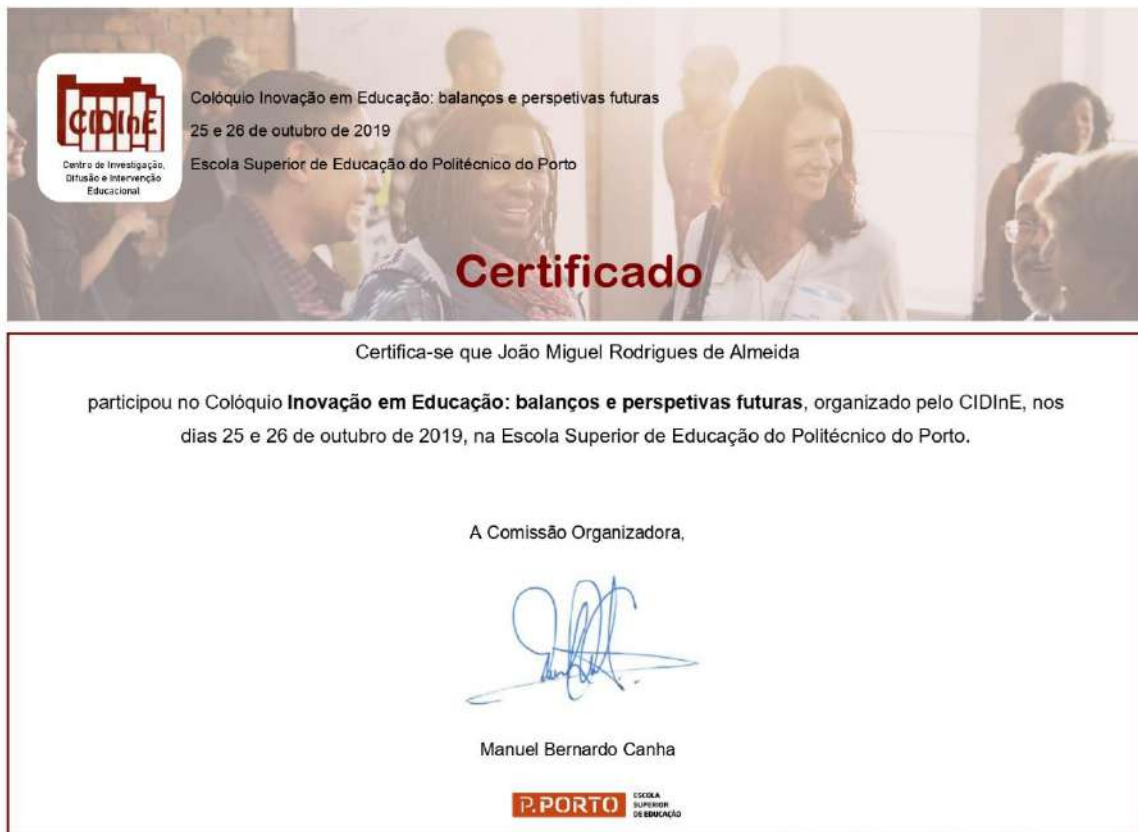 CIDInE
Centro de Investigação,
Difusão e Intervenção
Educacional
Colóquio Inovação em Educação: balanços e perspetivas futuras
25 e 26 de outubro de 2019
Escola Superior de Educação do Politécnico do Porto
Certificado
Certifica-se que João Miguel Rodrigues de Almeida
participou no Colóquio Inovação em Educação: balanços e perspetivas futuras, organizado pelo CIDInE, nos
dias 25 e 26 de outubro de 2019, na Escola Superior de Educação do Politécnico do Porto.
A Comissão Organizadora,
Manuel Bernardo Canha
P.PORTO
ESCOLA
SUPERIOR
DE EDUCAÇÃO